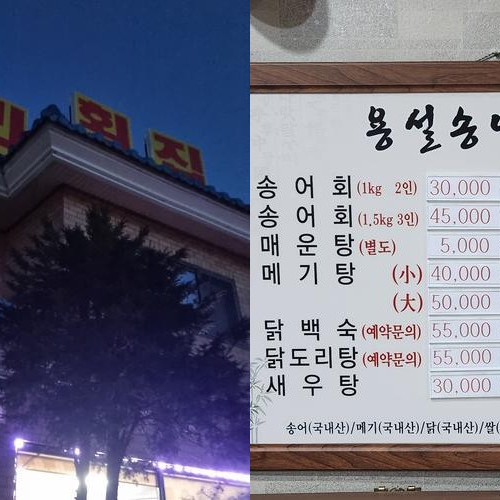 회집
용설송어
송어회(1kg 2인) 30,000
송어회(1,5kg 3인) 45,000
매운탕(별도) 5,000
메기탕 (小) 40,000
(大) 50,000
닭백숙(예약문의) 55,000
닭도리탕(예약문의) 55,000
새우탕 30,000
송어(국내산)/메기(국내산)/닭(국내산)/쌀(